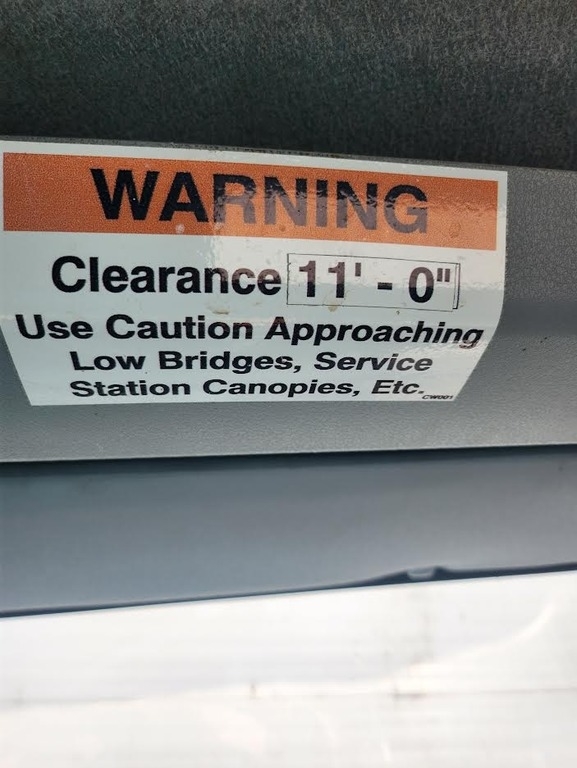 WARNING
Clearance 11' - 0"
Use Caution Approaching
Low Bridges, Service
Station Canopies, Etc.
CW001